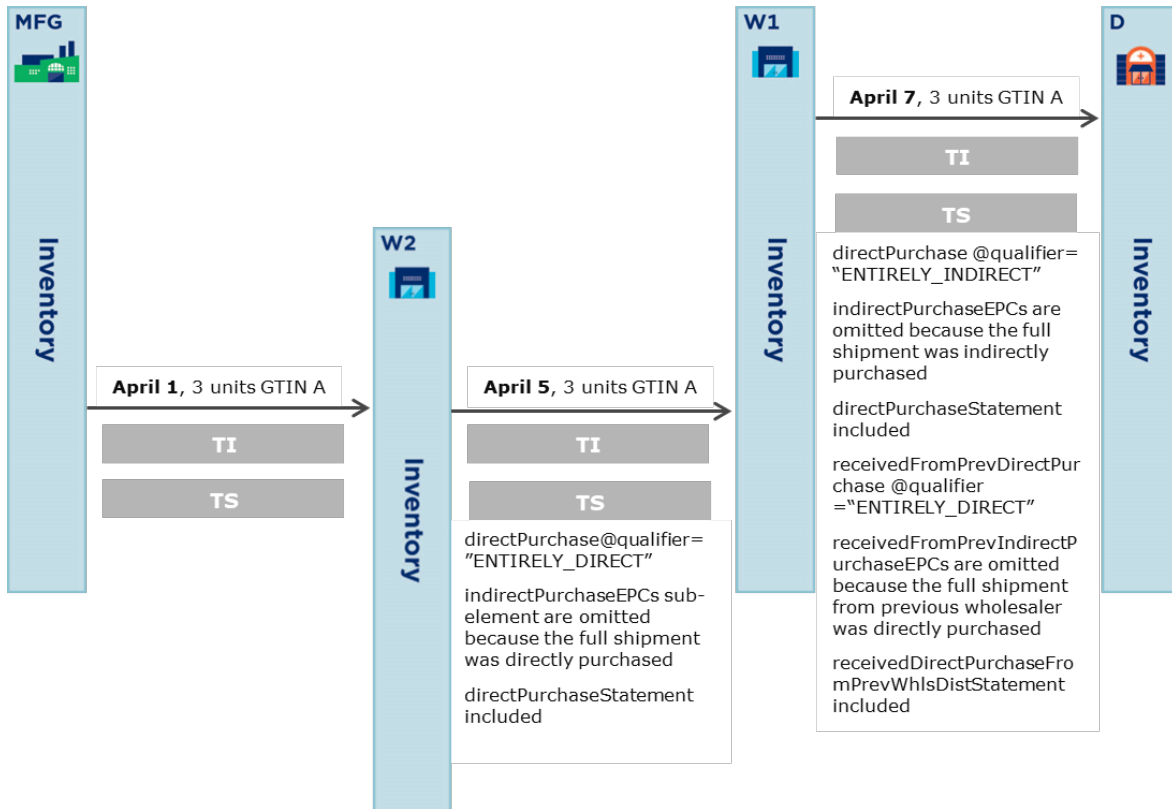 MFG
Inventory
April 1, 3 units GTIN A
TI
TS
W2
Inventory
April 5, 3 units GTIN A
TI
TS
directPurchase@qualifier=
”ENTIRELY_DIRECT”
indirectPurchaseEPCs sub-
element are omitted
because the full shipment
was directly purchased
directPurchaseStatement
included
W1
Inventory
April 7, 3 units GTIN A
TI
TS
directPurchase @qualifier=
“ENTIRELY_INDIRECT”
indirectPurchaseEPCs are
omitted because the full
shipment was indirectly
purchased
directPurchaseStatement
included
receivedFromPrevDirectPur
chase @qualifier
=“ENTIRELY_DIRECT”
receivedFromPrevIndirectP
urchaseEPCs are omitted
because the full shipment
from previous wholesaler
was directly purchased
receivedDirectPurchaseFro
mPrevWhlsDistStatement
included
D
Inventory